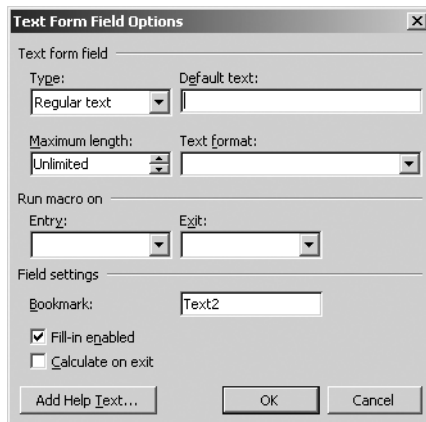 Text Form Field Options
Text form field
Type: Default text:
Regular text
Maximum length: Text format:
Unlimited
Run macro on
Entry: Exit:
Field settings
Bookmark: Text2
Fill-in enabled
Calculate on exit
Add Help Text... OK Cancel